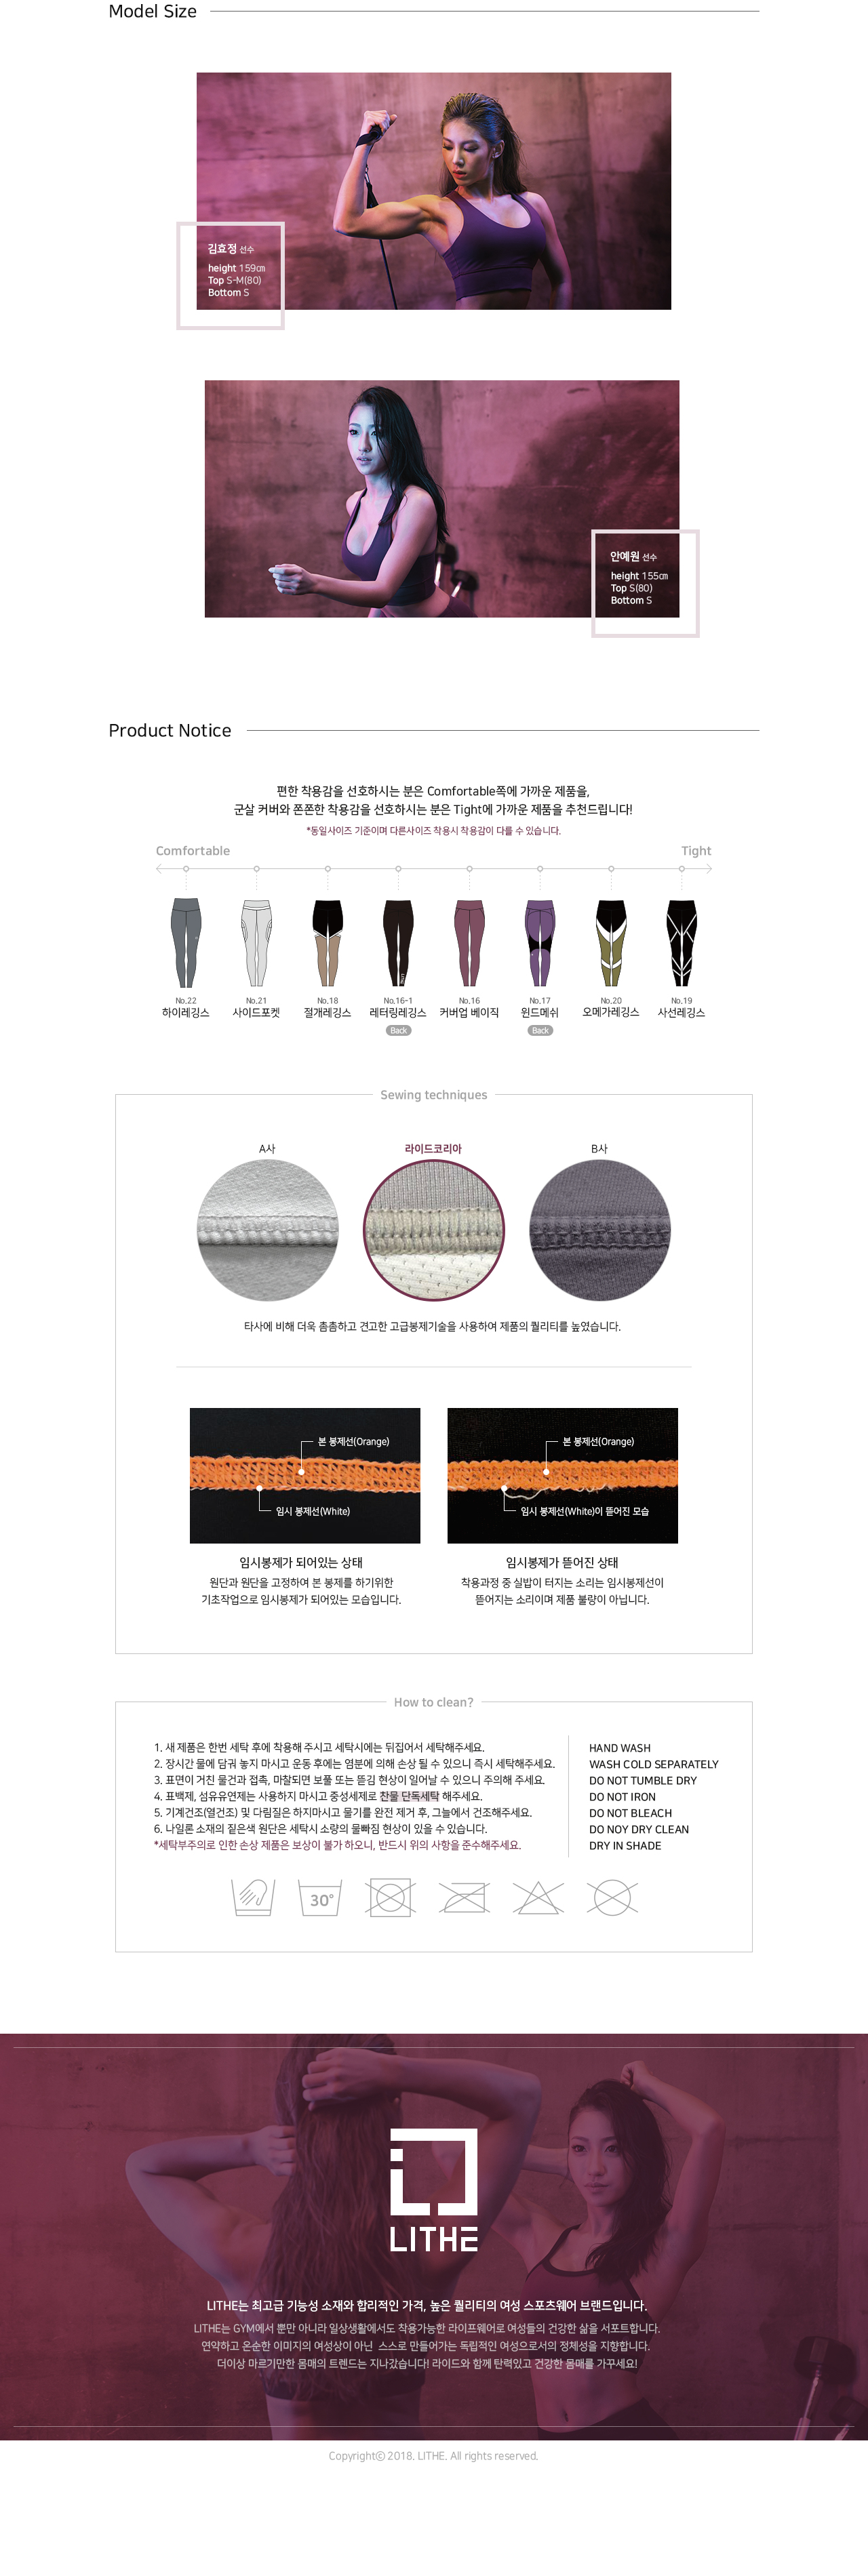 Model Size
김효정 선수
height 159㎝
Top S-M(80)
Bottom S
안예원 선수
height 155㎝
Top S(80)
Bottom S
Product Notice
편한 착용감을 선호하시는 분은 Comfortable쪽에 가까운 제품을,
군살 커버와 쫀쫀한 착용감을 선호하시는 분은 Tight에 가까운 제품을 추천드립니다!
*동일사이즈 기준이며 다른사이즈 착용시 착용감이 다를 수 있습니다.
Comfortable Tight
No.22 No.21 No.18 No.16-1 No.16 No.17 No.20 No.19
하이레깅스 사이드포켓 절개레깅스 레터링레깅스 커버업 베이직 윈드메쉬 오메가레깅스 사선레깅스
Back Back
Sewing techniques
A사 라이드코리아 B사
타사에 비해 더욱 촘촘하고 견고한 고급봉제기술을 사용하여 제품의 퀄리티를 높였습니다.
본 봉제선(Orange) 본 봉제선(Orange)
임시 봉제선(White) 임시 봉제선(White)이 뜯어진 모습
임시봉제가 되어있는 상태 임시봉제가 뜯어진 상태
원단과 원단을 고정하여 본 봉제를 하기위한 착용과정 중 실밥이 터지는 소리는 임시봉제선이
기초작업으로 임시봉제가 되어있는 모습입니다. 뜯어지는 소리이며 제품 불량이 아닙니다.
How to clean?
1. 새 제품은 한번 세탁 후에 착용해 주시고 세탁시에는 뒤집어서 세탁해주세요.
2. 장시간 물에 담궈 놓지 마시고 운동 후에는 염분에 의해 손상 될 수 있으니 즉시 세탁해주세요.
3. 표면이 거친 물건과 접촉, 마찰되면 보풀 또는 뜯김 현상이 일어날 수 있으니 주의해 주세요.
4. 표백제, 섬유유연제는 사용하지 마시고 중성세제로 찬물 단독세탁 해주세요.
5. 기계건조(열건조) 및 다림질은 하지마시고 물기를 완전 제거 후, 그늘에서 건조해주세요.
6. 나일론 소재의 짙은색 원단은 세탁시 소량의 물빠짐 현상이 있을 수 있습니다.
*세탁부주의로 인한 손상 제품은 보상이 불가 하오니, 반드시 위의 사항을 준수해주세요.
HAND WASH
WASH COLD SEPARATELY
DO NOT TUMBLE DRY
DO NOT IRON
DO NOT BLEACH
DO NOY DRY CLEAN
DRY IN SHADE
30°
LITHE
LITHE는 최고급 기능성 소재와 합리적인 가격, 높은 퀄리티의 여성 스포츠웨어 브랜드입니다.
LITHE는 GYM에서 뿐만 아니라 일상생활에서도 착용가능한 라이프웨어로 여성들의 건강한 삶을 서포트합니다.
연약하고 온순한 이미지의 여성상이 아닌 스스로 만들어가는 독립적인 여성으로서의 정체성을 지향합니다.
더이상 마르기만한 몸매의 트렌드는 지나갔습니다! 라이드와 함께 탄력있고 건강한 몸매를 가꾸세요!
Copyrightⓒ 2018. LITHE. All rights reserved.